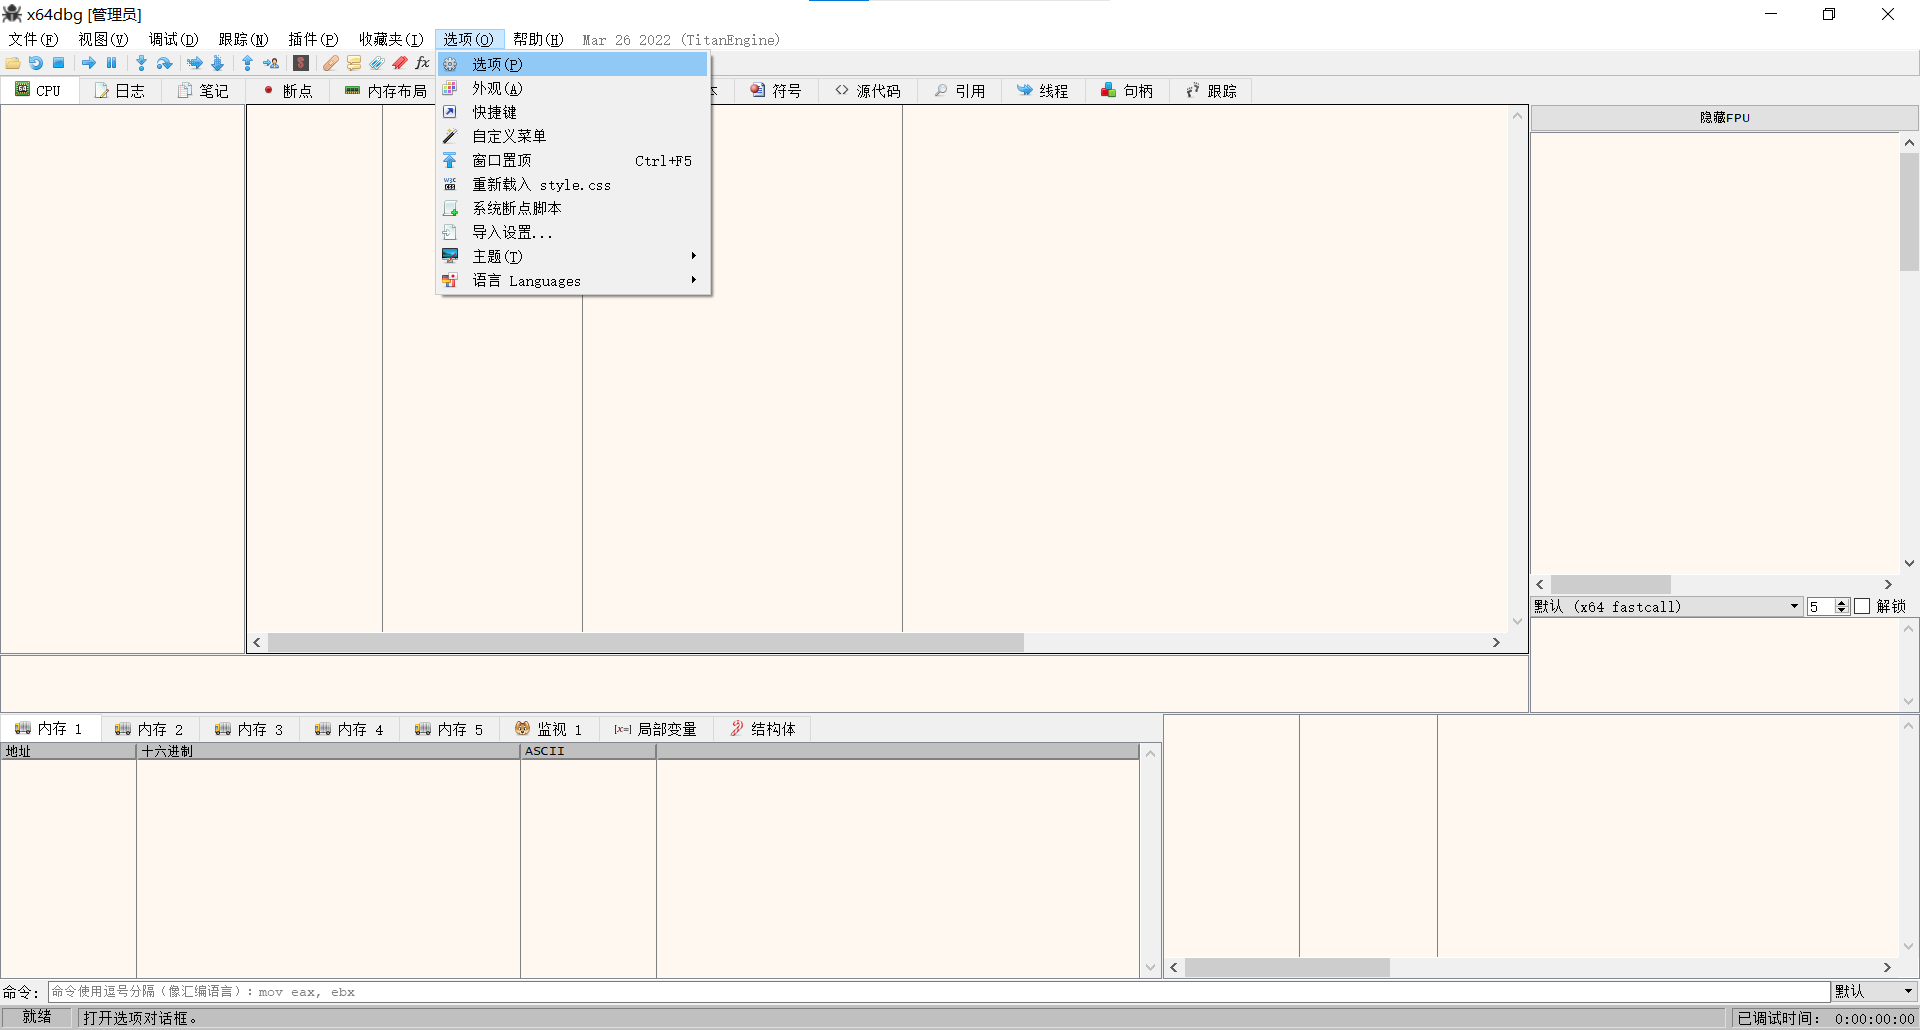 x64dbg [管理员]
文件(F) 视图(V) 调试(D) 跟踪(N) 插件(P) 收藏夹(I) 选项(O) 帮助(H) Mar 26 2022 (TitanEngine)
选项(P)
外观(A)
快捷键
自定义菜单
窗口置顶 Ctrl+F5
重新载入 style.css
系统断点脚本
导入设置...
主题(T)
语言 Languages
CPU 日志 笔记 断点 内存布局 符号 源代码 引用 线程 句柄 跟踪
隐藏FPU
默认 (x64 fastcall) 5 解锁
内存 1 内存 2 内存 3 内存 4 内存 5 监视 1 [x=] 局部变量 结构体
地址 十六进制 ASCII
命令: 命令使用逗号分隔（像汇编语言）: mov eax, ebx 默认
就绪 打开选项对话框。 已调试时间: 0:00:00:00